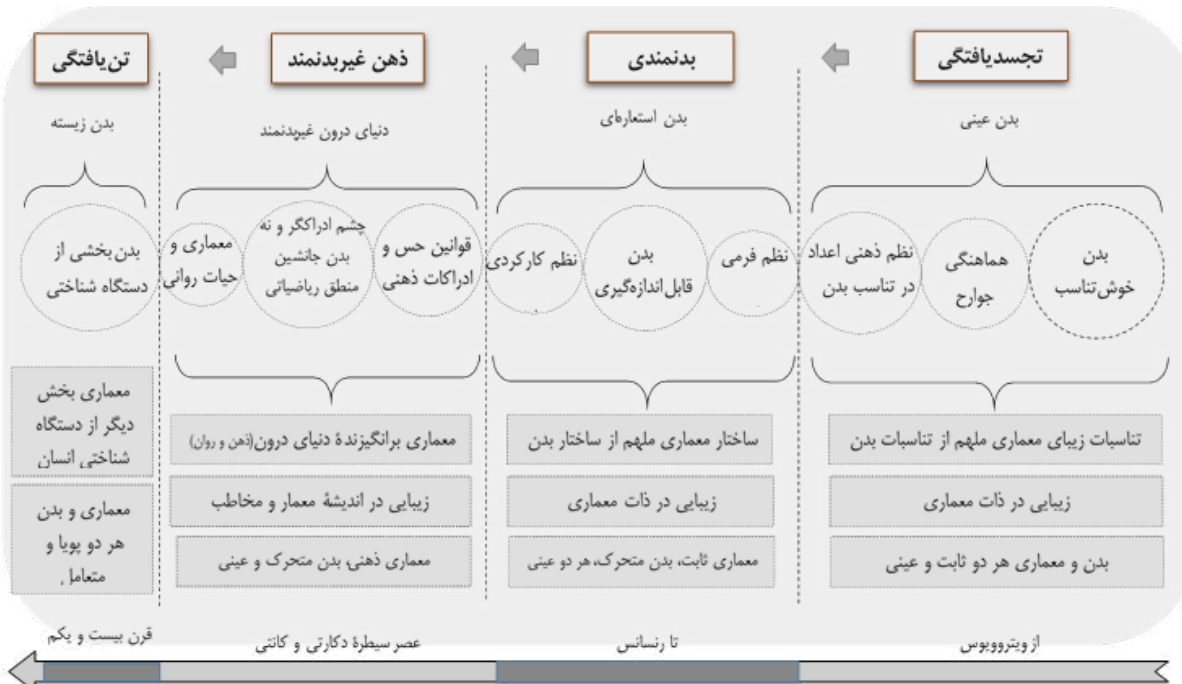 تجسدیافتگی
بدنمندی
ذهن غیربدنمند
تن‌یافتگی
بدن عینی
بدن استعاره‌ای
دنیای درون غیربدنمند
بدن زیسته
بدن
خوش‌تناسب
هماهنگی
جوارح
نظم ذهنی اعداد
در تناسب بدن
نظم فرمی
بدن
قابل‌اندازه‌گیری
نظم کارکردی
قوانین حس و
ادراکات ذهنی
چشم ادراکگر و نه
بدن جانشین
منطق ریاضیاتی
معماری و
حیات روانی
بدن بخشی از
دستگاه شناختی
تناسبات زیبای معماری ملهم از تناسبات بدن
زیبایی در ذات معماری
بدن و معماری هر دو ثابت و عینی
ساختار معماری ملهم از ساختار بدن
زیبایی در ذات معماری
معماری ثابت، بدن متحرک، هر دو عینی
معماری برانگیزندهٔ دنیای درون(ذهن و روان)
زیبایی در اندیشهٔ معمار و مخاطب
معماری ذهنی، بدن متحرک و عینی
معماری بخش
دیگر از دستگاه
شناختی انسان
معماری و بدن
هر دو پویا و
متعامل
از ویتروویوس
تا رنسانس
عصر سیطرهٔ دکارتی و کانتی
قرن بیست و یکم